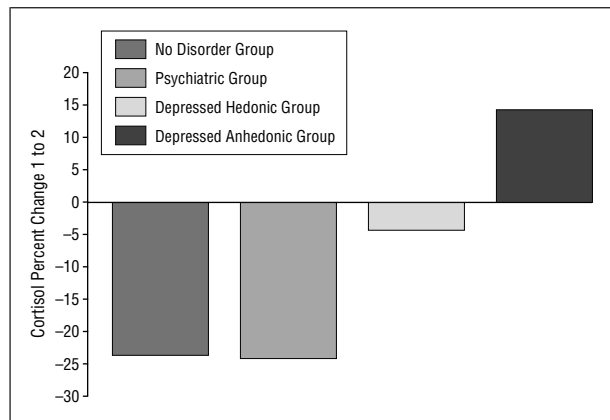 No Disorder Group
Psychiatric Group
Depressed Hedonic Group
Depressed Anhedonic Group
Cortisol Percent Change 1 to 2
20
15
10
5
0
–5
–10
–15
–20
–25
–30